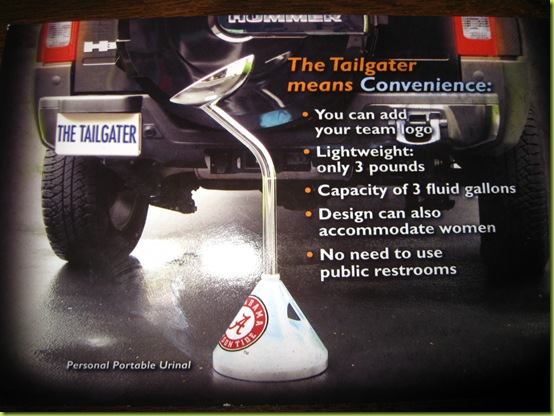 HUMMER
H
THE TAILGATER
The Tailgater
means Convenience:
• You can add
your team logo
• Lightweight:
only 3 pounds
• Capacity of 3 fluid gallons
• Design can also
accommodate women
• No need to use
public restrooms
A
TM
Personal Portable Urinal